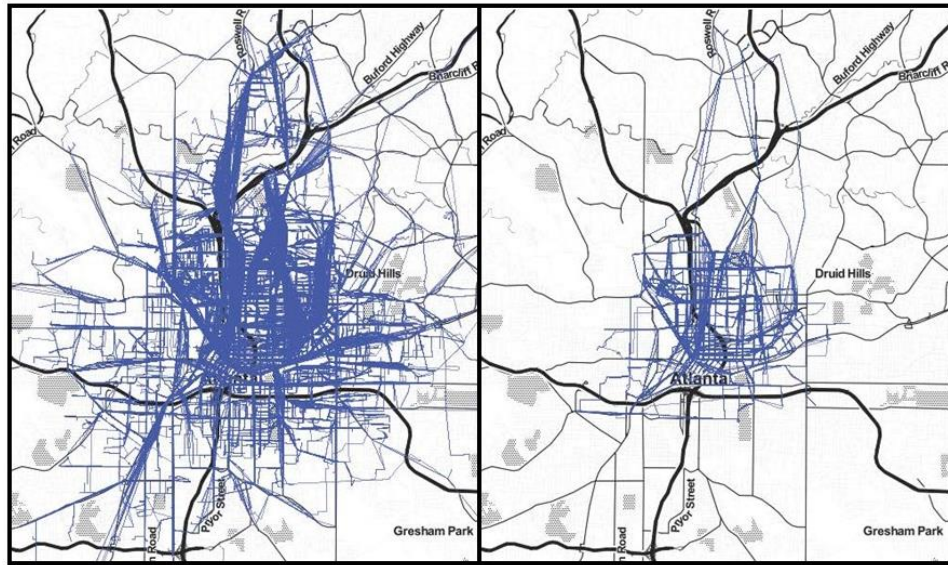 Roswell R
Buford Highway
Briarcliff R
Road
Druid Hills
Pryor Street
n Road
Gresham Park
Roswell R
Buford Highway
Briarcliff R
Road
Druid Hills
Atlanta
Pryor Street
n Road
Gresham Park